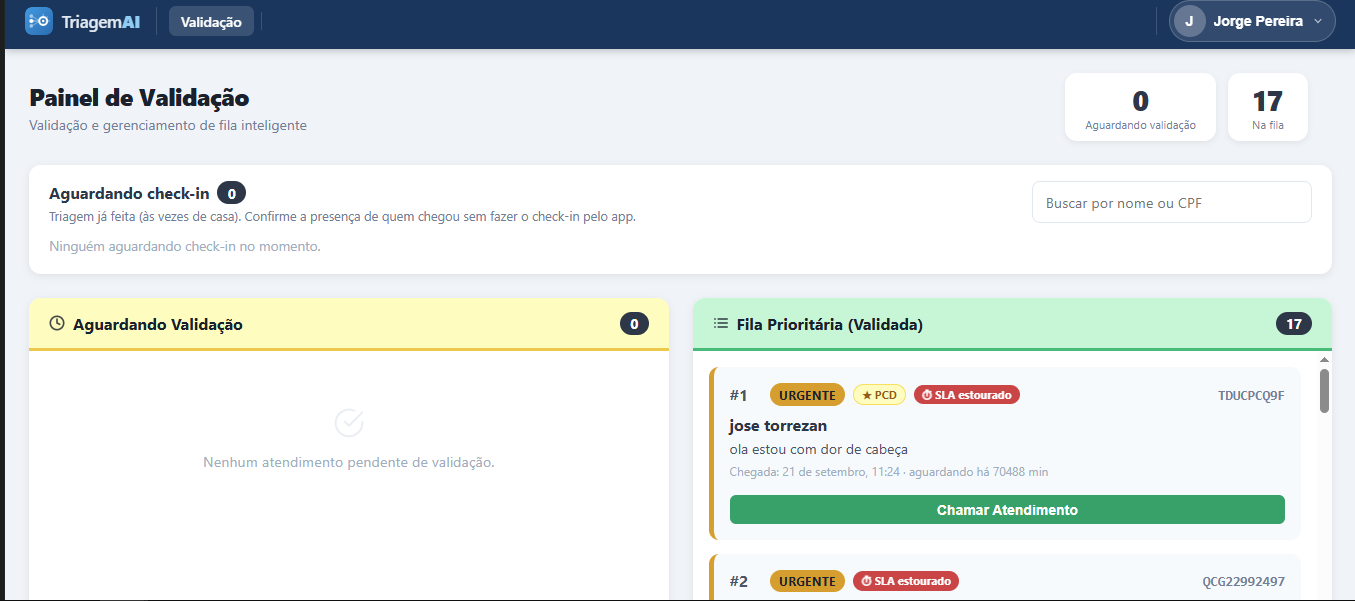 TriagemAI
Validação
J
Jorge Pereira
Painel de Validação
Validação e gerenciamento de fila inteligente
0
Aguardando validação
17
Na fila
Aguardando check-in 0
Triagem já feita (às vezes de casa). Confirme a presença de quem chegou sem fazer o check-in pelo app.
Ninguém aguardando check-in no momento.
Buscar por nome ou CPF
Aguardando Validação 0
Nenhum atendimento pendente de validação.
Fila Prioritária (Validada) 17
#1 URGENTE ★ PCD SLA estourado TDUCPCQ9F
jose torrezan
ola estou com dor de cabeça
Chegada: 21 de setembro, 11:24 · aguardando há 70488 min
Chamar Atendimento
#2 URGENTE SLA estourado QCG22992497